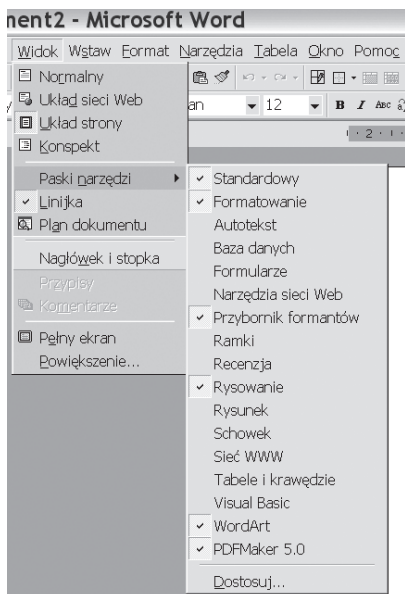 ment2 - Microsoft Word
Widok Wstaw Format Narzędzia Tabela Okno Pomoc
Normalny
Układ sieci Web
12 B I ABC
Układ strony
Konspekt
2
Paski narzędzi
Linijka
Plan dokumentu
Nagłówek i stopka
Przypisy
Komentarze
Pełny ekran
Powiększenie...
Standardowy
Formatowanie
Autotekst
Baza danych
Formularze
Narzędzia sieci Web
Przybornik formantów
Ramki
Recenzja
Rysowanie
Rysunek
Schowek
Sieć WWW
Tabele i krawędzie
Visual Basic
WordArt
PDFMaker 5.0
Dostosuj...